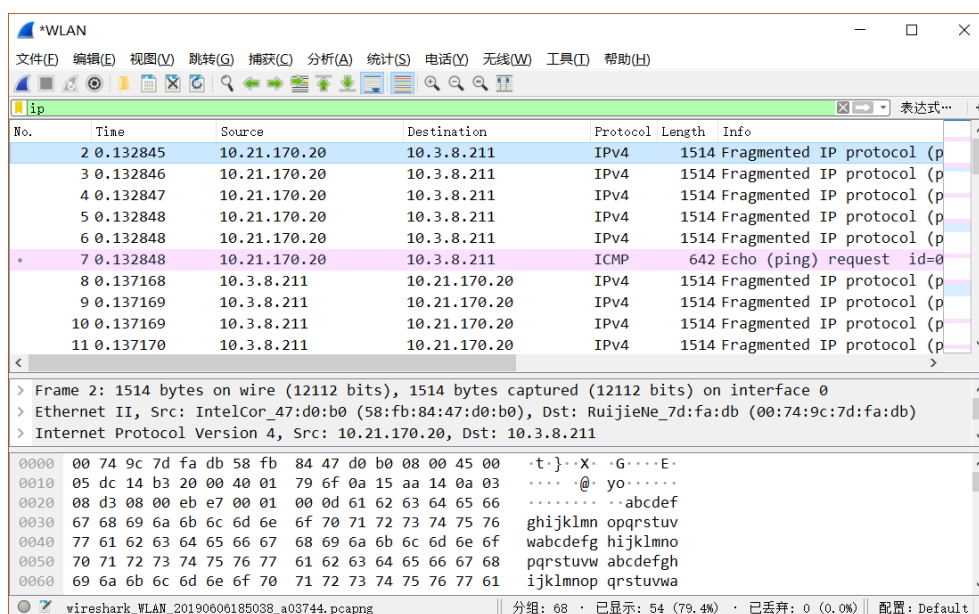 *WLAN
文件(F) 编辑(E) 视图(V) 跳转(G) 捕获(C) 分析(A) 统计(S) 电话(Y) 无线(W) 工具(T) 帮助(H)
ip 表达式…
No. Time Source Destination Protocol Length Info
2 0.132845 10.21.170.20 10.3.8.211 IPv4 1514 Fragmented IP protocol (p
3 0.132846 10.21.170.20 10.3.8.211 IPv4 1514 Fragmented IP protocol (p
4 0.132847 10.21.170.20 10.3.8.211 IPv4 1514 Fragmented IP protocol (p
5 0.132848 10.21.170.20 10.3.8.211 IPv4 1514 Fragmented IP protocol (p
6 0.132848 10.21.170.20 10.3.8.211 IPv4 1514 Fragmented IP protocol (p
7 0.132848 10.21.170.20 10.3.8.211 ICMP 642 Echo (ping) request id=0
8 0.137168 10.3.8.211 10.21.170.20 IPv4 1514 Fragmented IP protocol (p
9 0.137169 10.3.8.211 10.21.170.20 IPv4 1514 Fragmented IP protocol (p
10 0.137169 10.3.8.211 10.21.170.20 IPv4 1514 Fragmented IP protocol (p
11 0.137170 10.3.8.211 10.21.170.20 IPv4 1514 Fragmented IP protocol (p
> Frame 2: 1514 bytes on wire (12112 bits), 1514 bytes captured (12112 bits) on interface 0
> Ethernet II, Src: IntelCor_47:d0:b0 (58:fb:84:47:d0:b0), Dst: RuijieNe_7d:fa:db (00:74:9c:7d:fa:db)
> Internet Protocol Version 4, Src: 10.21.170.20, Dst: 10.3.8.211
0000 00 74 9c 7d fa db 58 fb 84 47 d0 b0 08 00 45 00 ·t·}··X· ·G····E·
0010 05 dc 14 b3 20 00 40 01 79 6f 0a 15 aa 14 0a 03 ···· ·@· yo······
0020 08 d3 08 00 eb e7 00 01 00 0d 61 62 63 64 65 66 ········ ··abcdef
0030 67 68 69 6a 6b 6c 6d 6e 6f 70 71 72 73 74 75 76 ghijklmn opqrstuv
0040 77 61 62 63 64 65 66 67 68 69 6a 6b 6c 6d 6e 6f wabcdefg hijklmno
0050 70 71 72 73 74 75 76 77 61 62 63 64 65 66 67 68 pqrstuvw abcdefgh
0060 69 6a 6b 6c 6d 6e 6f 70 71 72 73 74 75 76 77 61 ijklmnop qrstuvwa
wireshark_WLAN_20190606185038_a03744.pcapng 分组: 68 · 已显示: 54 (79.4%) · 已丢弃: 0 (0.0%) 配置: Default